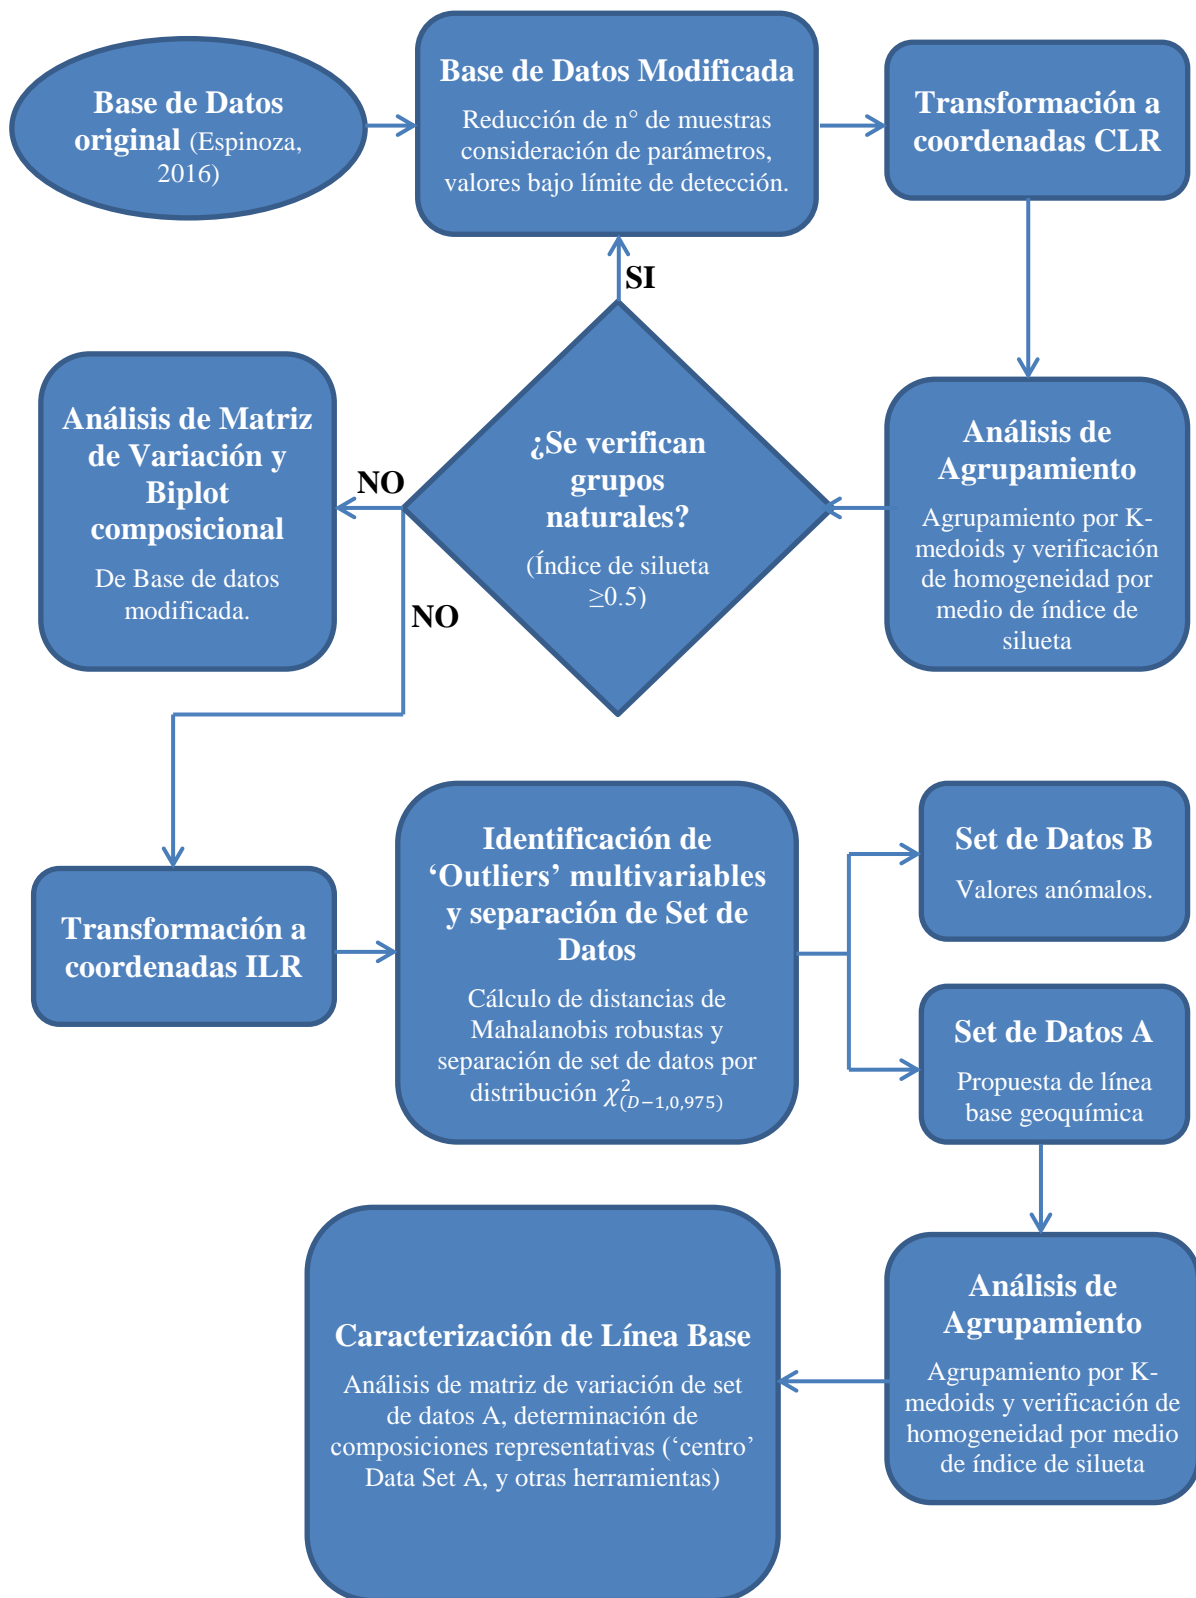 Base de Datos
original (Espinoza,
2016)
Base de Datos Modificada
Reducción de n° de muestras
consideración de parámetros,
valores bajo límite de detección.
Transformación a
coordenadas CLR
SI
Análisis de Matriz
de Variación y
Biplot
composicional
De Base de datos
modificada.
NO
NO
¿Se verifican
grupos
naturales?
(Índice de silueta
≥0.5)
Análisis de
Agrupamiento
Agrupamiento por K-
medoids y verificación
de homogeneidad por
medio de índice de
silueta
Transformación a
coordenadas ILR
Identificación de
‘Outliers’ multivariables
y separación de Set de
Datos
Cálculo de distancias de
Mahalanobis robustas y
separación de set de datos por
distribución χ²(D−1,0,975)
Set de Datos B
Valores anómalos.
Set de Datos A
Propuesta de línea
base geoquímica
Análisis de
Agrupamiento
Agrupamiento por K-
medoids y verificación de
homogeneidad por medio
de índice de silueta
Caracterización de Línea Base
Análisis de matriz de variación de set
de datos A, determinación de
composiciones representativas (‘centro’
Data Set A, y otras herramientas)